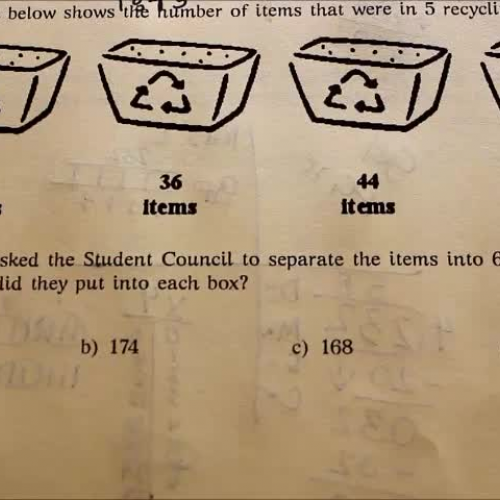 below shows the number of items that were in 5 recycli
36 44
items items
sked the Student Council to separate the items into 6
did they put into each box?
b) 174 c) 168